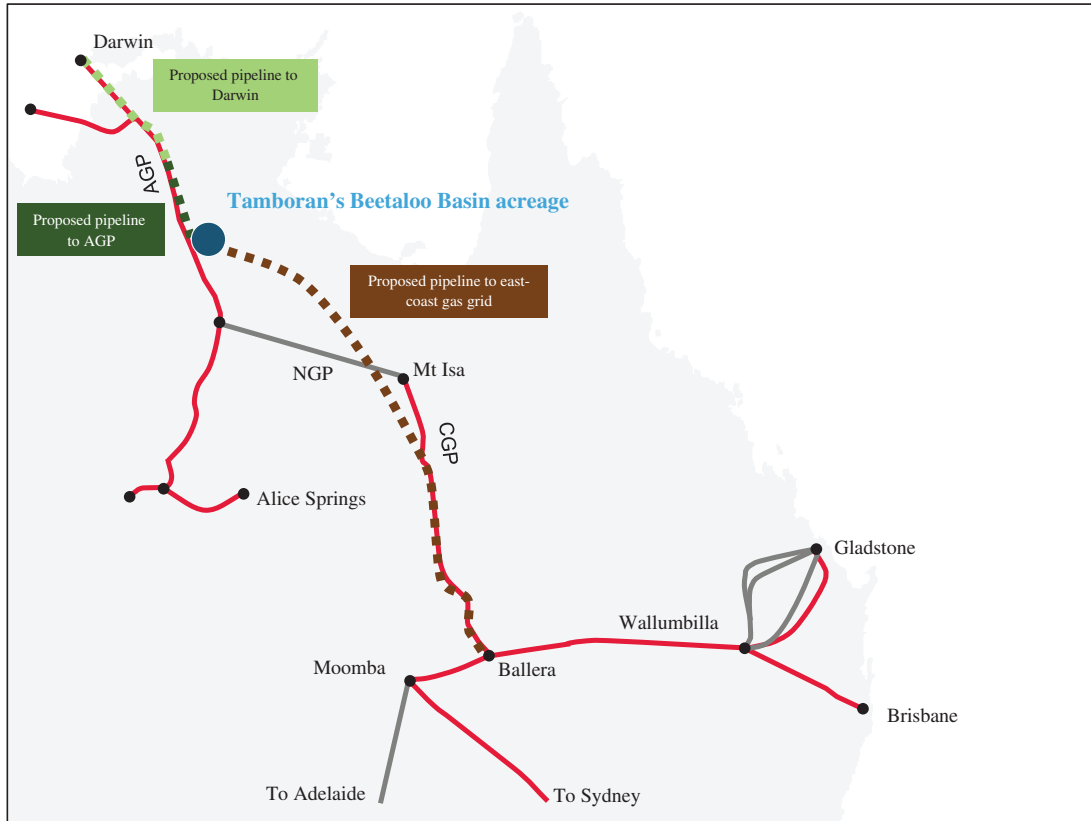 Darwin
Proposed pipeline to
Darwin
AGP
Tamboran’s Beetaloo Basin acreage
Proposed pipeline
to AGP
Proposed pipeline to east-
coast gas grid
NGP
Mt Isa
CGP
Alice Springs
Gladstone
Wallumbilla
Moomba
Ballera
Brisbane
To Adelaide
To Sydney